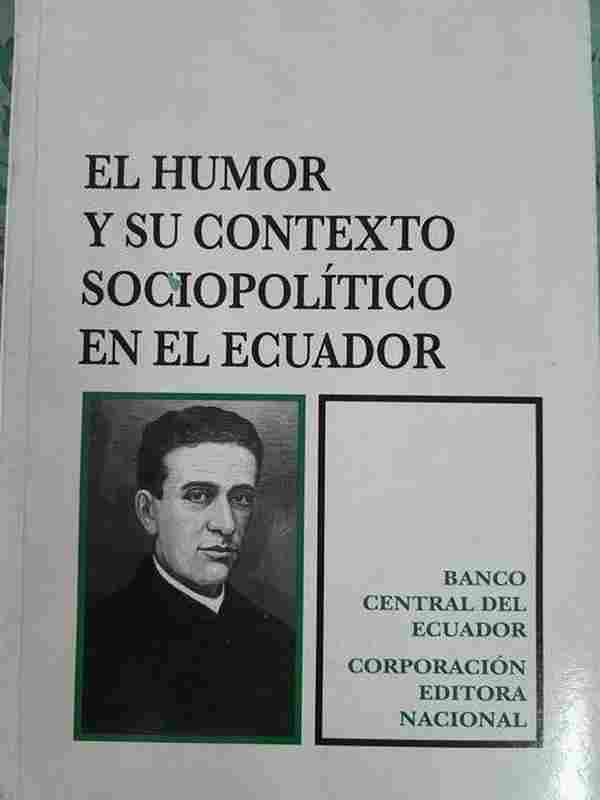 EL HUMOR
Y SU CONTEXTO
SOCIOPOLÍTICO
EN EL ECUADOR
BANCO
CENTRAL DEL
ECUADOR
CORPORACIÓN
EDITORA
NACIONAL